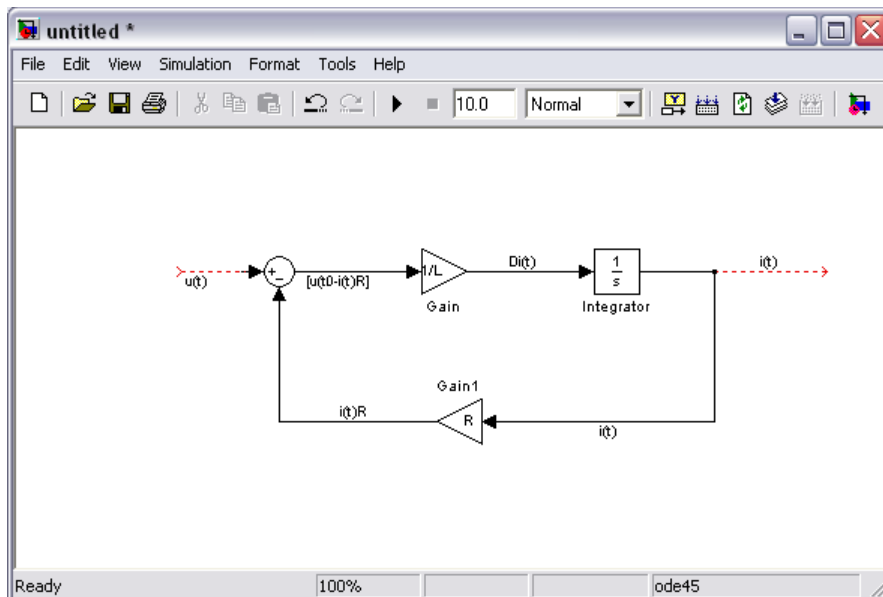 untitled *
File Edit View Simulation Format Tools Help
10.0 Normal
u(t)
+
−
[u(t0-i(t)R]
1/L
Gain
Di(t)
1
s
Integrator
i(t)
Gain1
i(t)R
R
i(t)
Ready 100% ode45